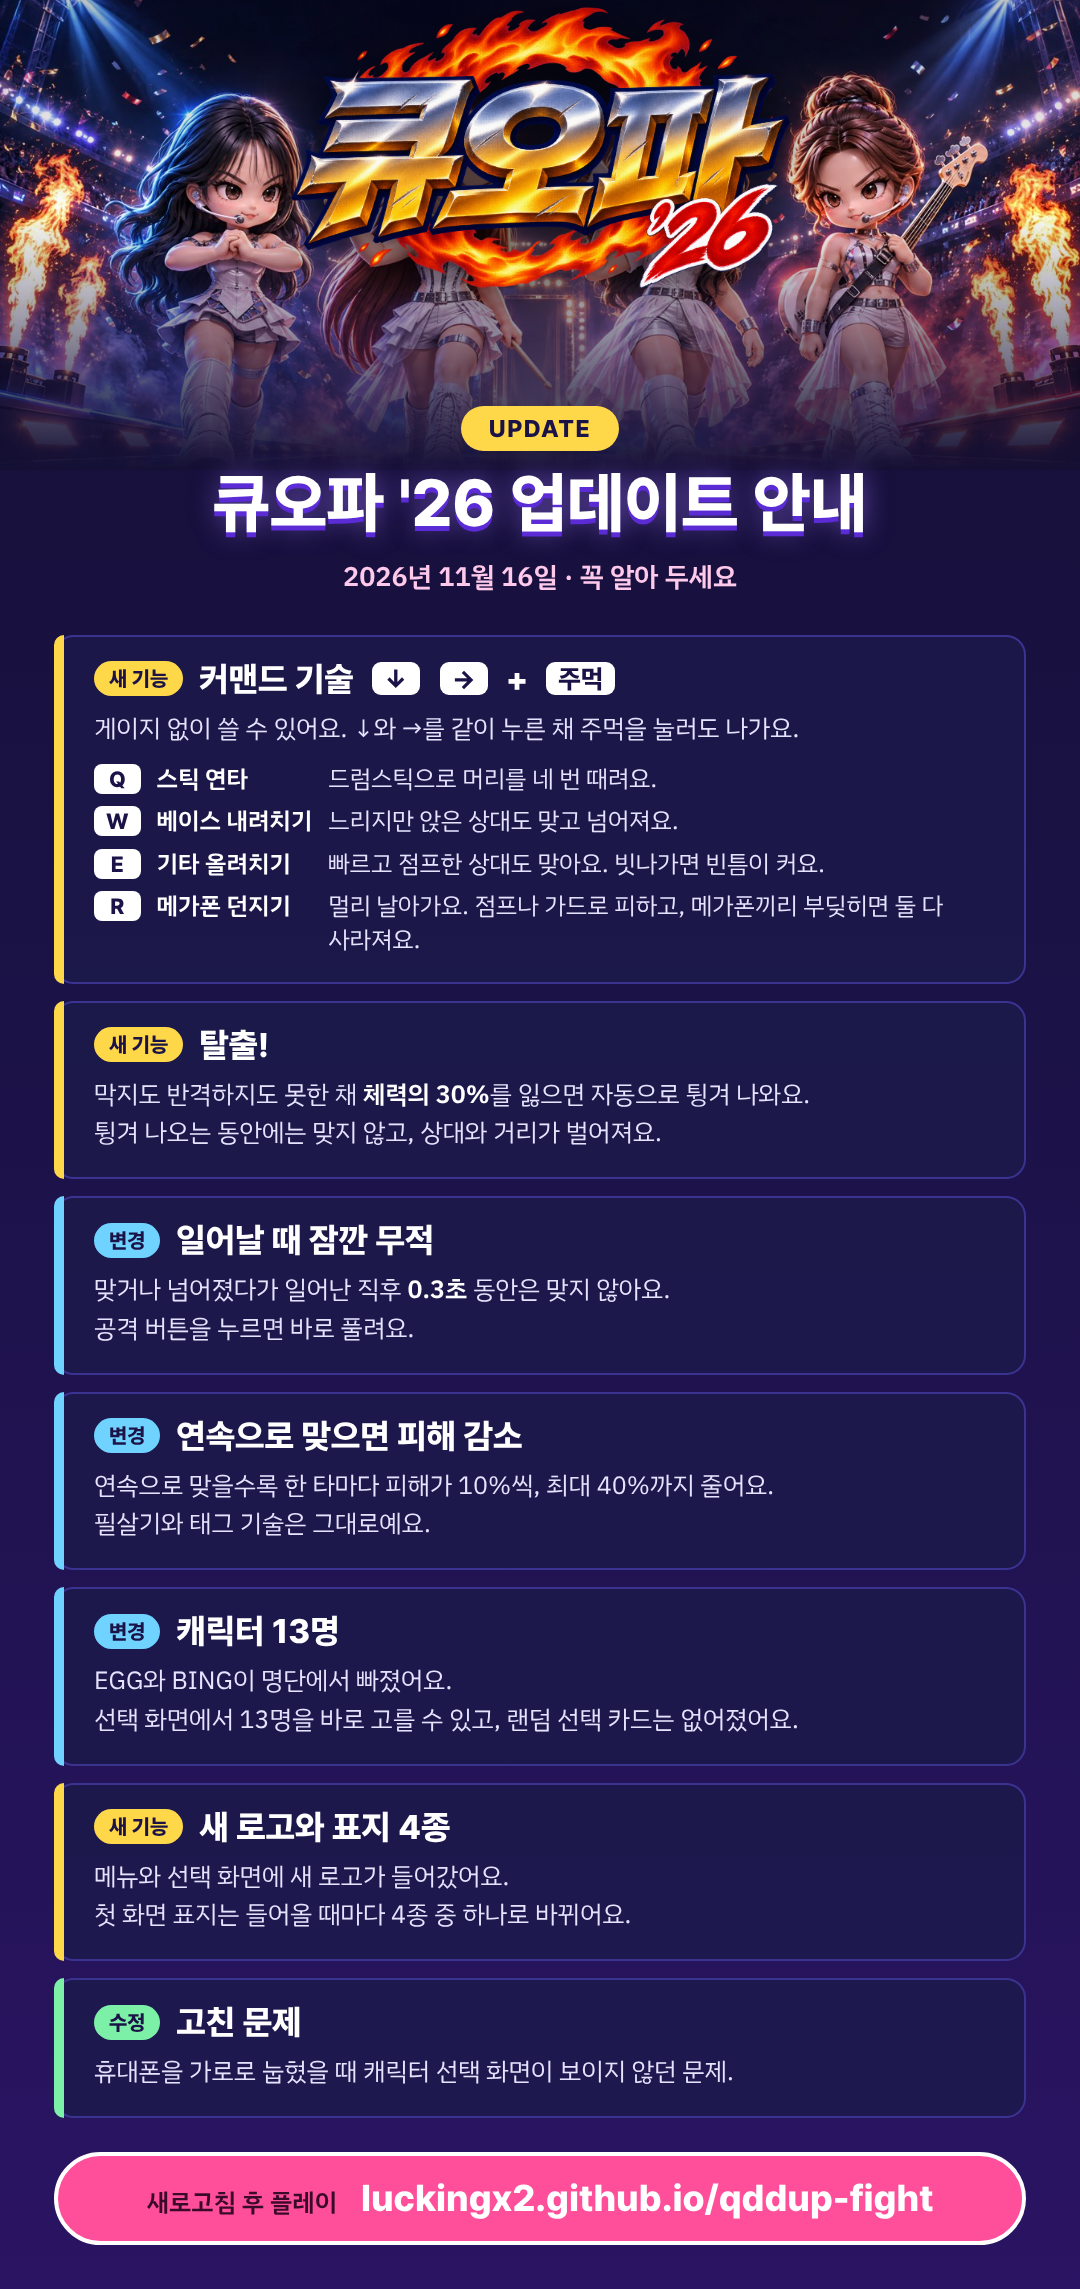 큐오파
'26
UPDATE
큐오파 '26 업데이트 안내
2026년 11월 16일 · 꼭 알아 두세요
새 기능 커맨드 기술 ↓ → + 주먹
게이지 없이 쓸 수 있어요. ↓와 →를 같이 누른 채 주먹을 눌러도 나가요.
Q 스틱 연타 드럼스틱으로 머리를 네 번 때려요.
W 베이스 내려치기 느리지만 앉은 상대도 맞고 넘어져요.
E 기타 올려치기 빠르고 점프한 상대도 맞아요. 빗나가면 빈틈이 커요.
R 메가폰 던지기 멀리 날아가요. 점프나 가드로 피하고, 메가폰끼리 부딪히면 둘 다
사라져요.
새 기능 탈출!
막지도 반격하지도 못한 채 체력의 30%를 잃으면 자동으로 튕겨 나와요.
튕겨 나오는 동안에는 맞지 않고, 상대와 거리가 벌어져요.
변경 일어날 때 잠깐 무적
맞거나 넘어졌다가 일어난 직후 0.3초 동안은 맞지 않아요.
공격 버튼을 누르면 바로 풀려요.
변경 연속으로 맞으면 피해 감소
연속으로 맞을수록 한 타마다 피해가 10%씩, 최대 40%까지 줄어요.
필살기와 태그 기술은 그대로예요.
변경 캐릭터 13명
EGG와 BING이 명단에서 빠졌어요.
선택 화면에서 13명을 바로 고를 수 있고, 랜덤 선택 카드는 없어졌어요.
새 기능 새 로고와 표지 4종
메뉴와 선택 화면에 새 로고가 들어갔어요.
첫 화면 표지는 들어올 때마다 4종 중 하나로 바뀌어요.
수정 고친 문제
휴대폰을 가로로 눕혔을 때 캐릭터 선택 화면이 보이지 않던 문제.
새로고침 후 플레이 luckingx2.github.io/qddup-fight